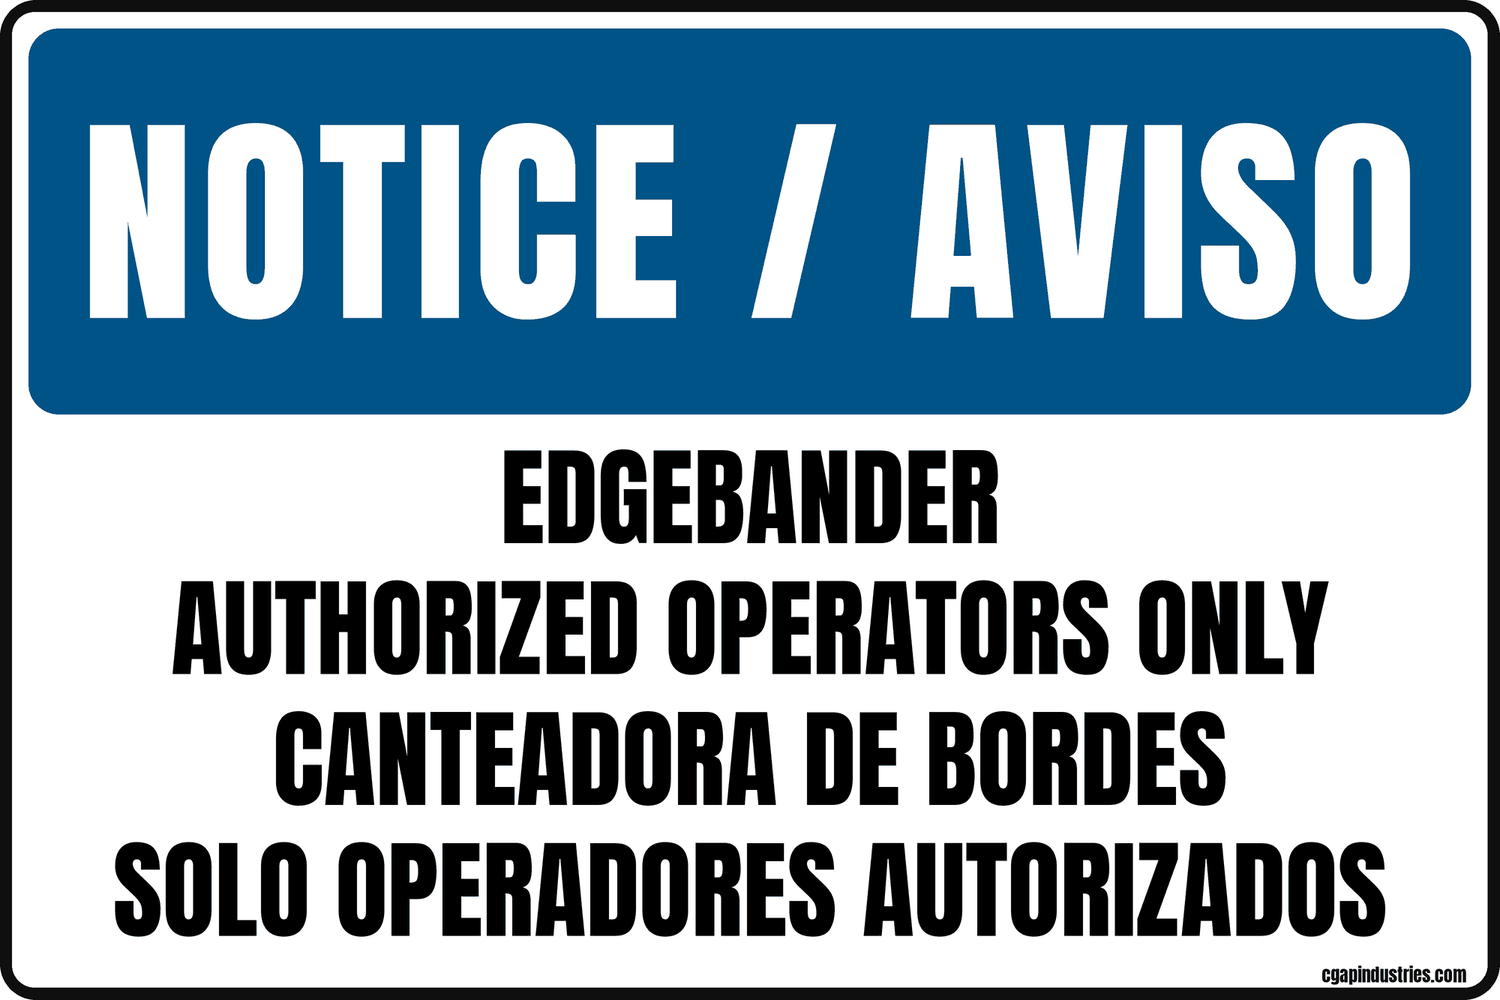 NOTICE / AVISO
EDGEBANDER
AUTHORIZED OPERATORS ONLY
CANTEADORA DE BORDES
SOLO OPERADORES AUTORIZADOS
cgapindustries.com